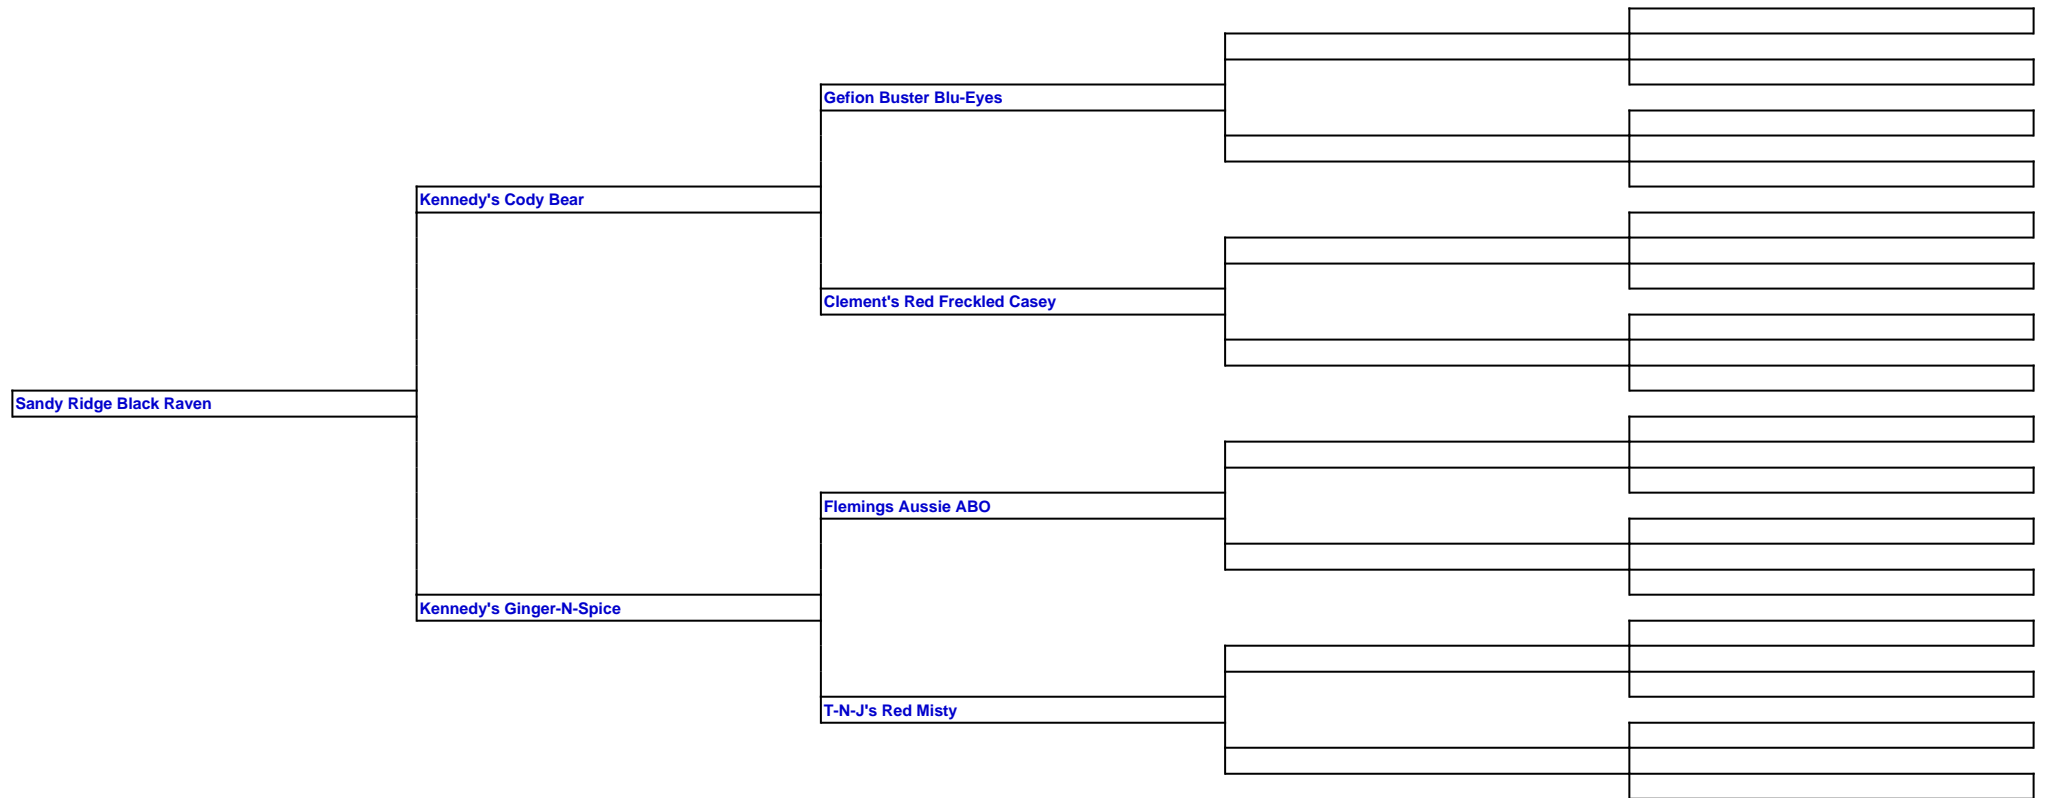 Gefion Buster Blu-Eyes
Kennedy's Cody Bear
Clement's Red Freckled Casey
Sandy Ridge Black Raven
Flemings Aussie ABO
Kennedy's Ginger-N-Spice
T-N-J's Red Misty